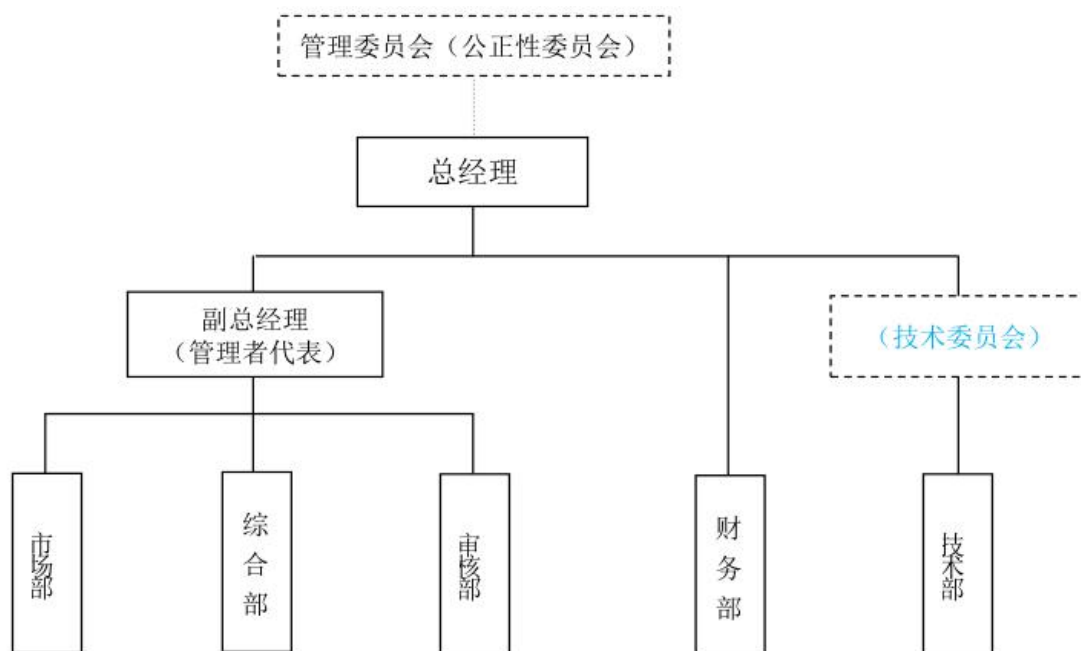 管理委员会（公正性委员会）
总经理
副总经理
（管理者代表）
（技术委员会）
市场部
综合部
审核部
财务部
技术部